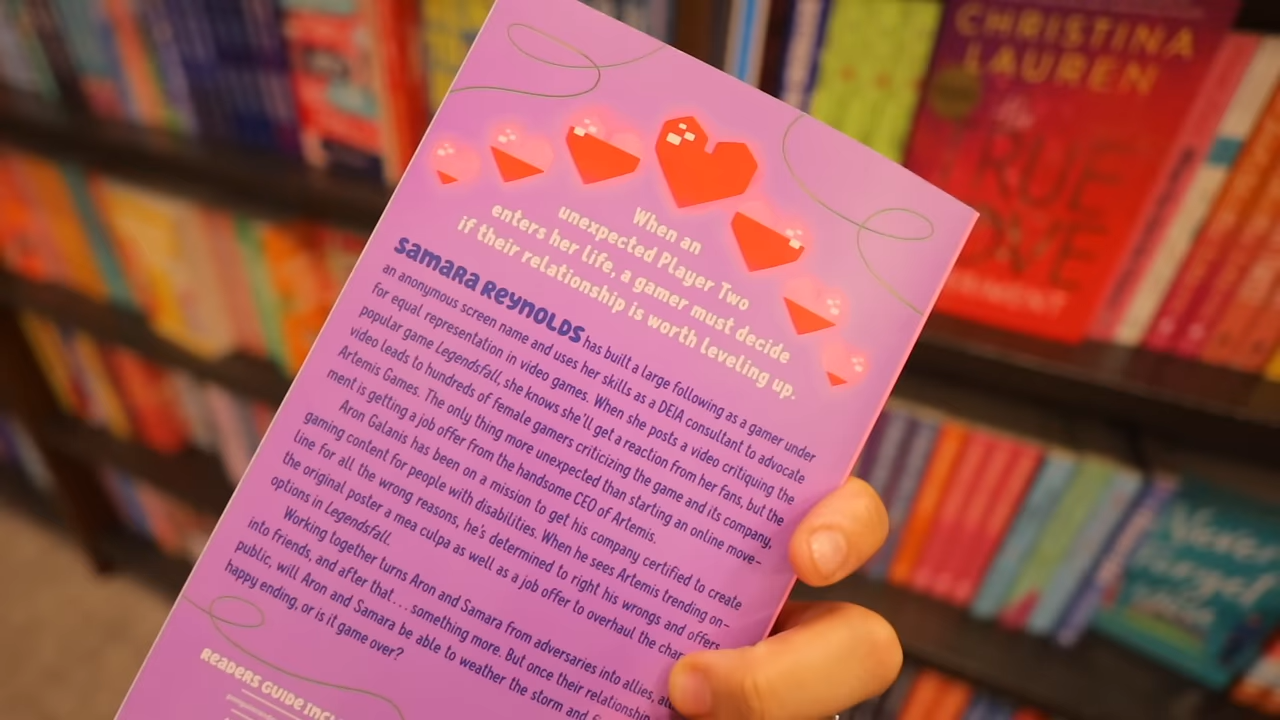 When an
unexpected Player Two
enters her life, a gamer must decide
if their relationship is worth leveling up.
SAMARA REYNOLDS has built a large following as a gamer under
an anonymous screen name and uses her skills as a DEIA consultant to advocate
for equal representation in video games. When she posts a video critiquing the
popular game Legendsfall, she knows she'll get a reaction from her fans, but the
video leads to hundreds of female gamers criticizing the game and its company,
Artemis Games. The only thing more unexpected than starting an online move-
ment is getting a job offer from the handsome CEO of Artemis.
Aron Galanis has been on a mission to get his company certified to create
gaming content for people with disabilities. When he sees Artemis trending on-
line for all the wrong reasons, he's determined to right his wrongs and offers
the original poster a mea culpa as well as a job offer to overhaul the char
options in Legendsfall.
Working together turns Aron and Samara from adversaries into allies, al
into friends, and after that ... something more. But once their relationship
public, will Aron and Samara be able to weather the storm and f
happy ending, or is it game over?
READERS GUIDE INCL
CHRISTINA
LAUREN
TRUE
LOVE
Never
Forget